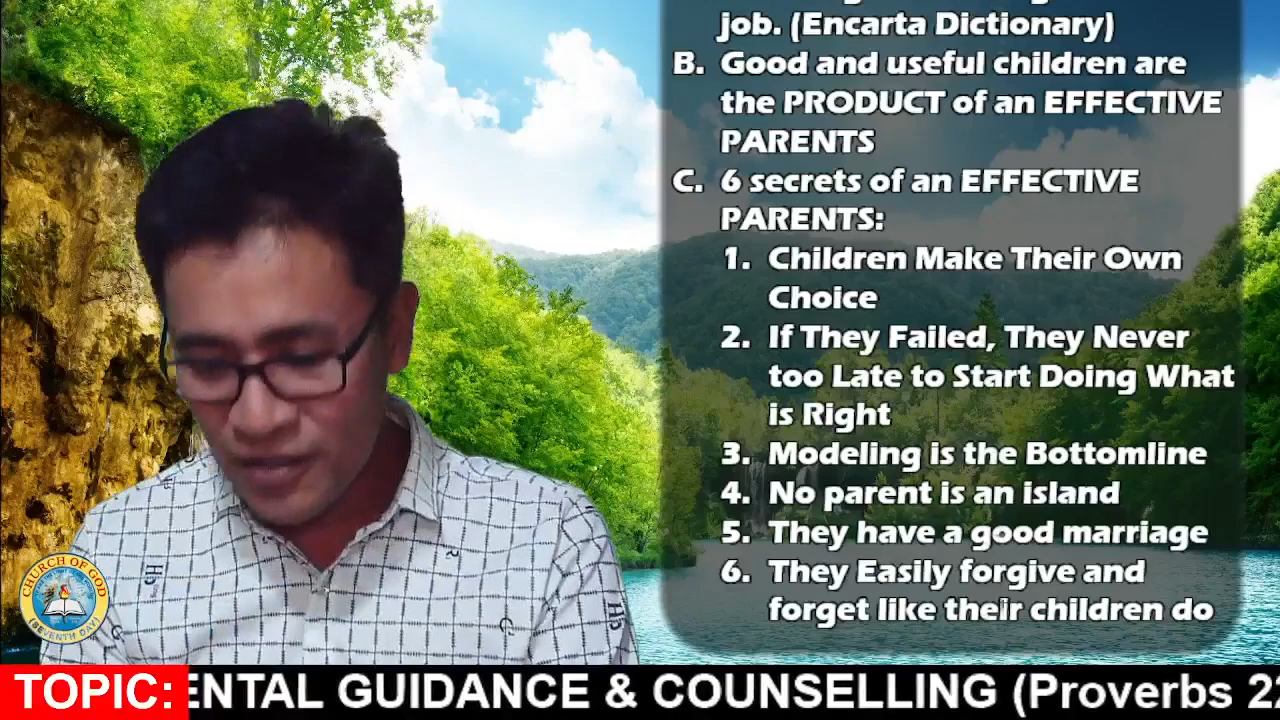 job. (Encarta Dictionary)
B. Good and useful children are
the PRODUCT of an EFFECTIVE
PARENTS
C. 6 secrets of an EFFECTIVE
PARENTS:
1. Children Make Their Own
Choice
2. If They Failed, They Never
too Late to Start Doing What
is Right
3. Modeling is the Bottomline
4. No parent is an island
5. They have a good marriage
6. They Easily forgive and
forget like their children do
CHURCH OF GOD
(SEVENTH DAY)
TOPIC: ENTAL GUIDANCE & COUNSELLING (Proverbs 22